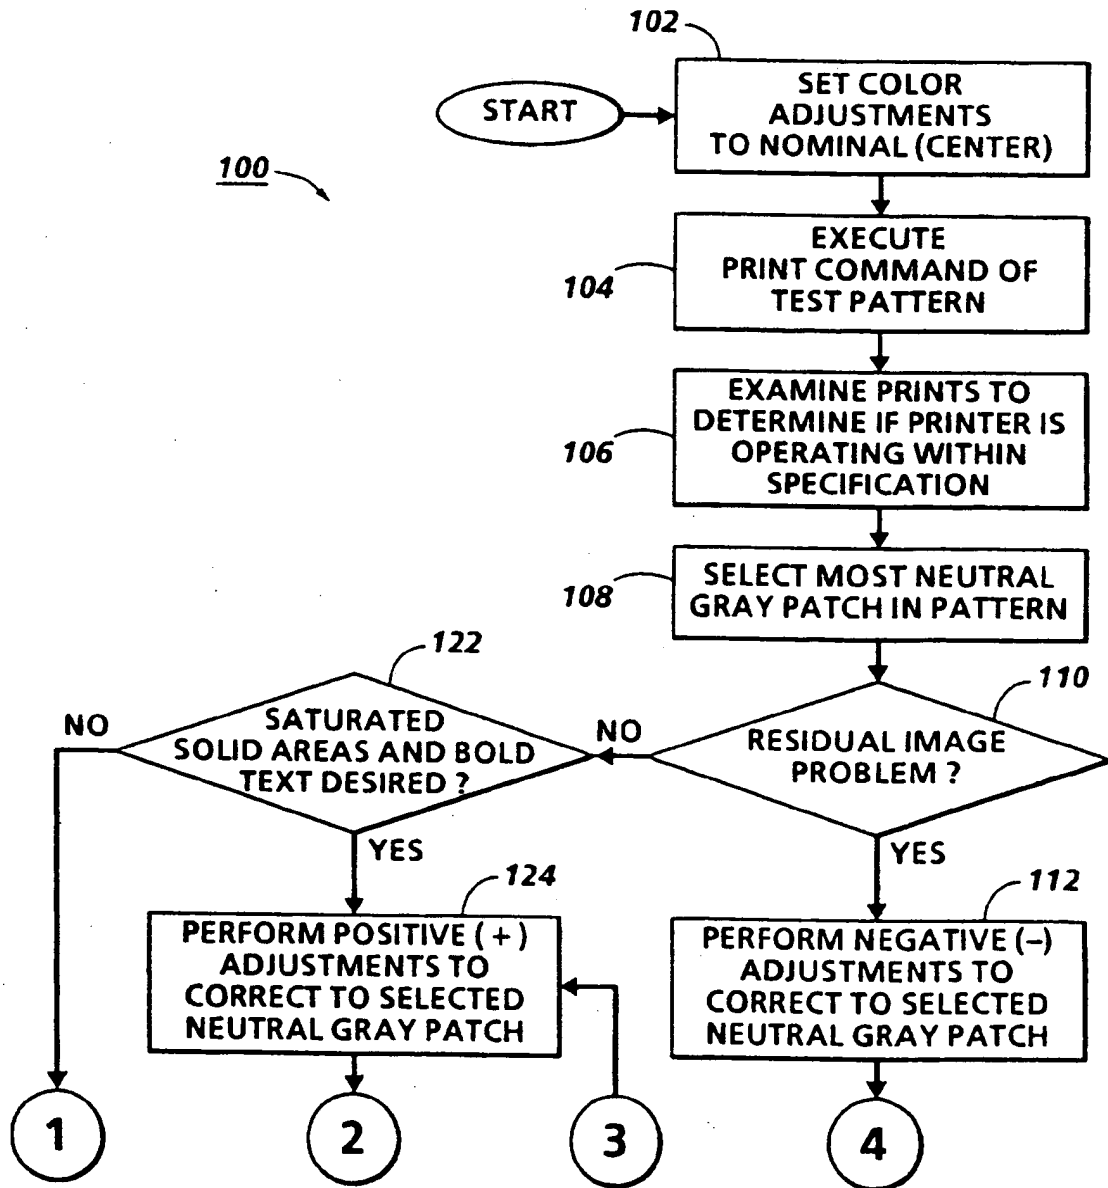 102
START
SET COLOR
ADJUSTMENTS
TO NOMINAL (CENTER)
100
104
EXECUTE
PRINT COMMAND OF
TEST PATTERN
106
EXAMINE PRINTS TO
DETERMINE IF PRINTER IS
OPERATING WITHIN
SPECIFICATION
108
SELECT MOST NEUTRAL
GRAY PATCH IN PATTERN
122
110
NO
SATURATED
SOLID AREAS AND BOLD
TEXT DESIRED ?
NO
RESIDUAL IMAGE
PROBLEM ?
YES
YES
124
112
PERFORM POSITIVE ( + )
ADJUSTMENTS TO
CORRECT TO SELECTED
NEUTRAL GRAY PATCH
PERFORM NEGATIVE (–)
ADJUSTMENTS TO
CORRECT TO SELECTED
NEUTRAL GRAY PATCH
1
2
3
4